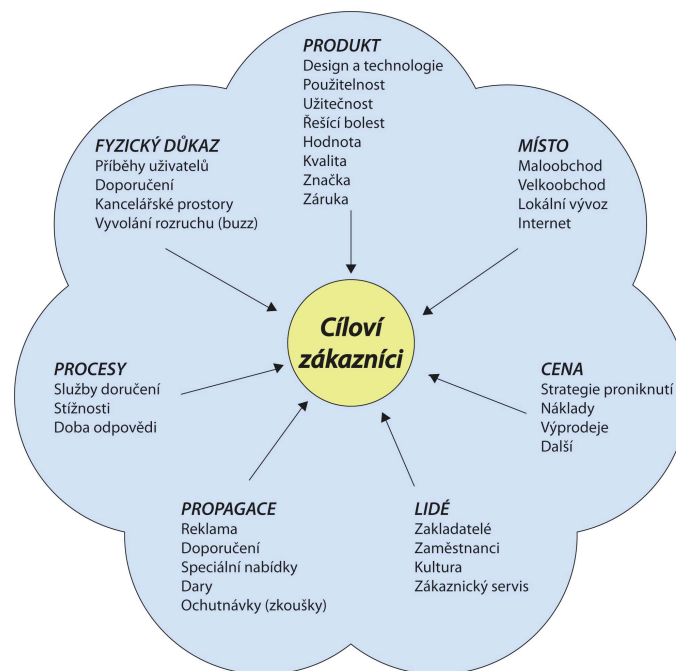 PRODUKT
Design a technologie
Použitelnost
Užitečnost
Řešící bolest
Hodnota
Kvalita
Značka
Záruka
FYZICKÝ DŮKAZ
Příběhy uživatelů
Doporučení
Kancelářské prostory
Vyvolání rozruchu (buzz)
MÍSTO
Maloobchod
Velkoobchod
Lokální vývoz
Internet
Cíloví
zákazníci
PROCESY
Služby doručení
Stížnosti
Doba odpovědi
CENA
Strategie proniknutí
Náklady
Výprodeje
Další
PROPAGACE
Reklama
Doporučení
Speciální nabídky
Dary
Ochutnávky (zkoušky)
LIDÉ
Zakladatelé
Zaměstnanci
Kultura
Zákaznický servis